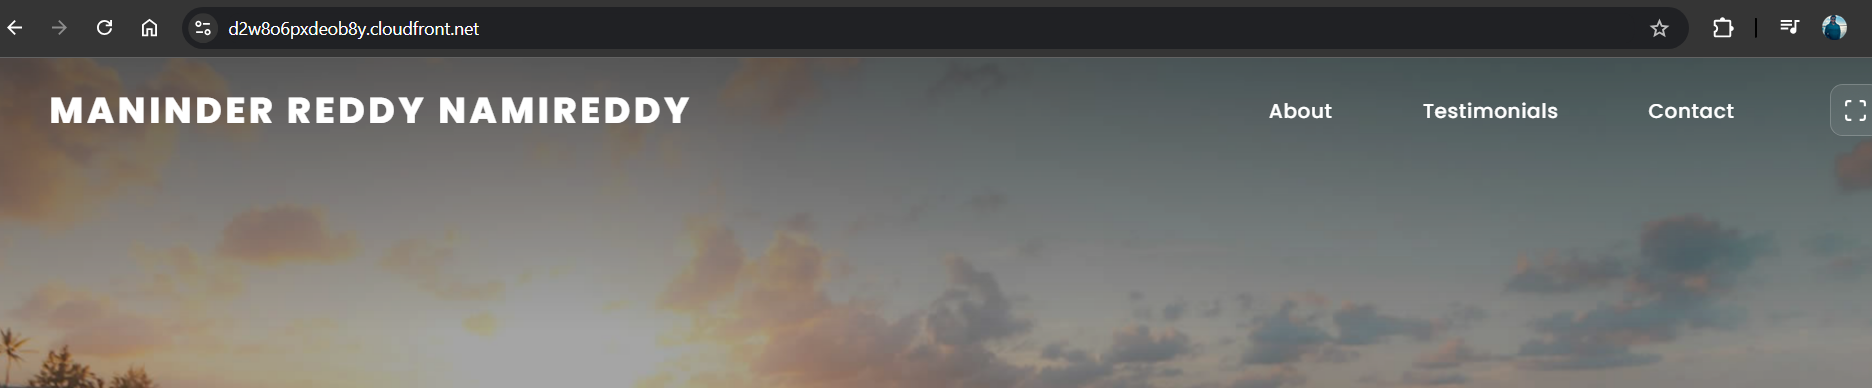 d2w8o6pxdeob8y.cloudfront.net
MANINDER REDDY NAMIREDDY
About
Testimonials
Contact